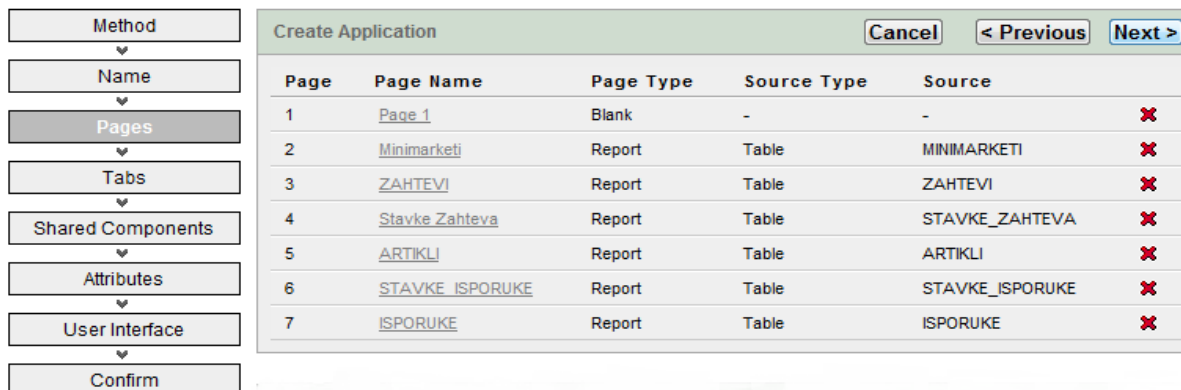 Method
Name
Pages
Tabs
Shared Components
Attributes
User Interface
Confirm
Create Application Cancel < Previous Next >
Page Page Name Page Type Source Type Source
1 Page 1 Blank - -
2 Minimarketi Report Table MINIMARKETI
3 ZAHTEVI Report Table ZAHTEVI
4 Stavke Zahteva Report Table STAVKE_ZAHTEVA
5 ARTIKLI Report Table ARTIKLI
6 STAVKE_ISPORUKE Report Table STAVKE_ISPORUKE
7 ISPORUKE Report Table ISPORUKE